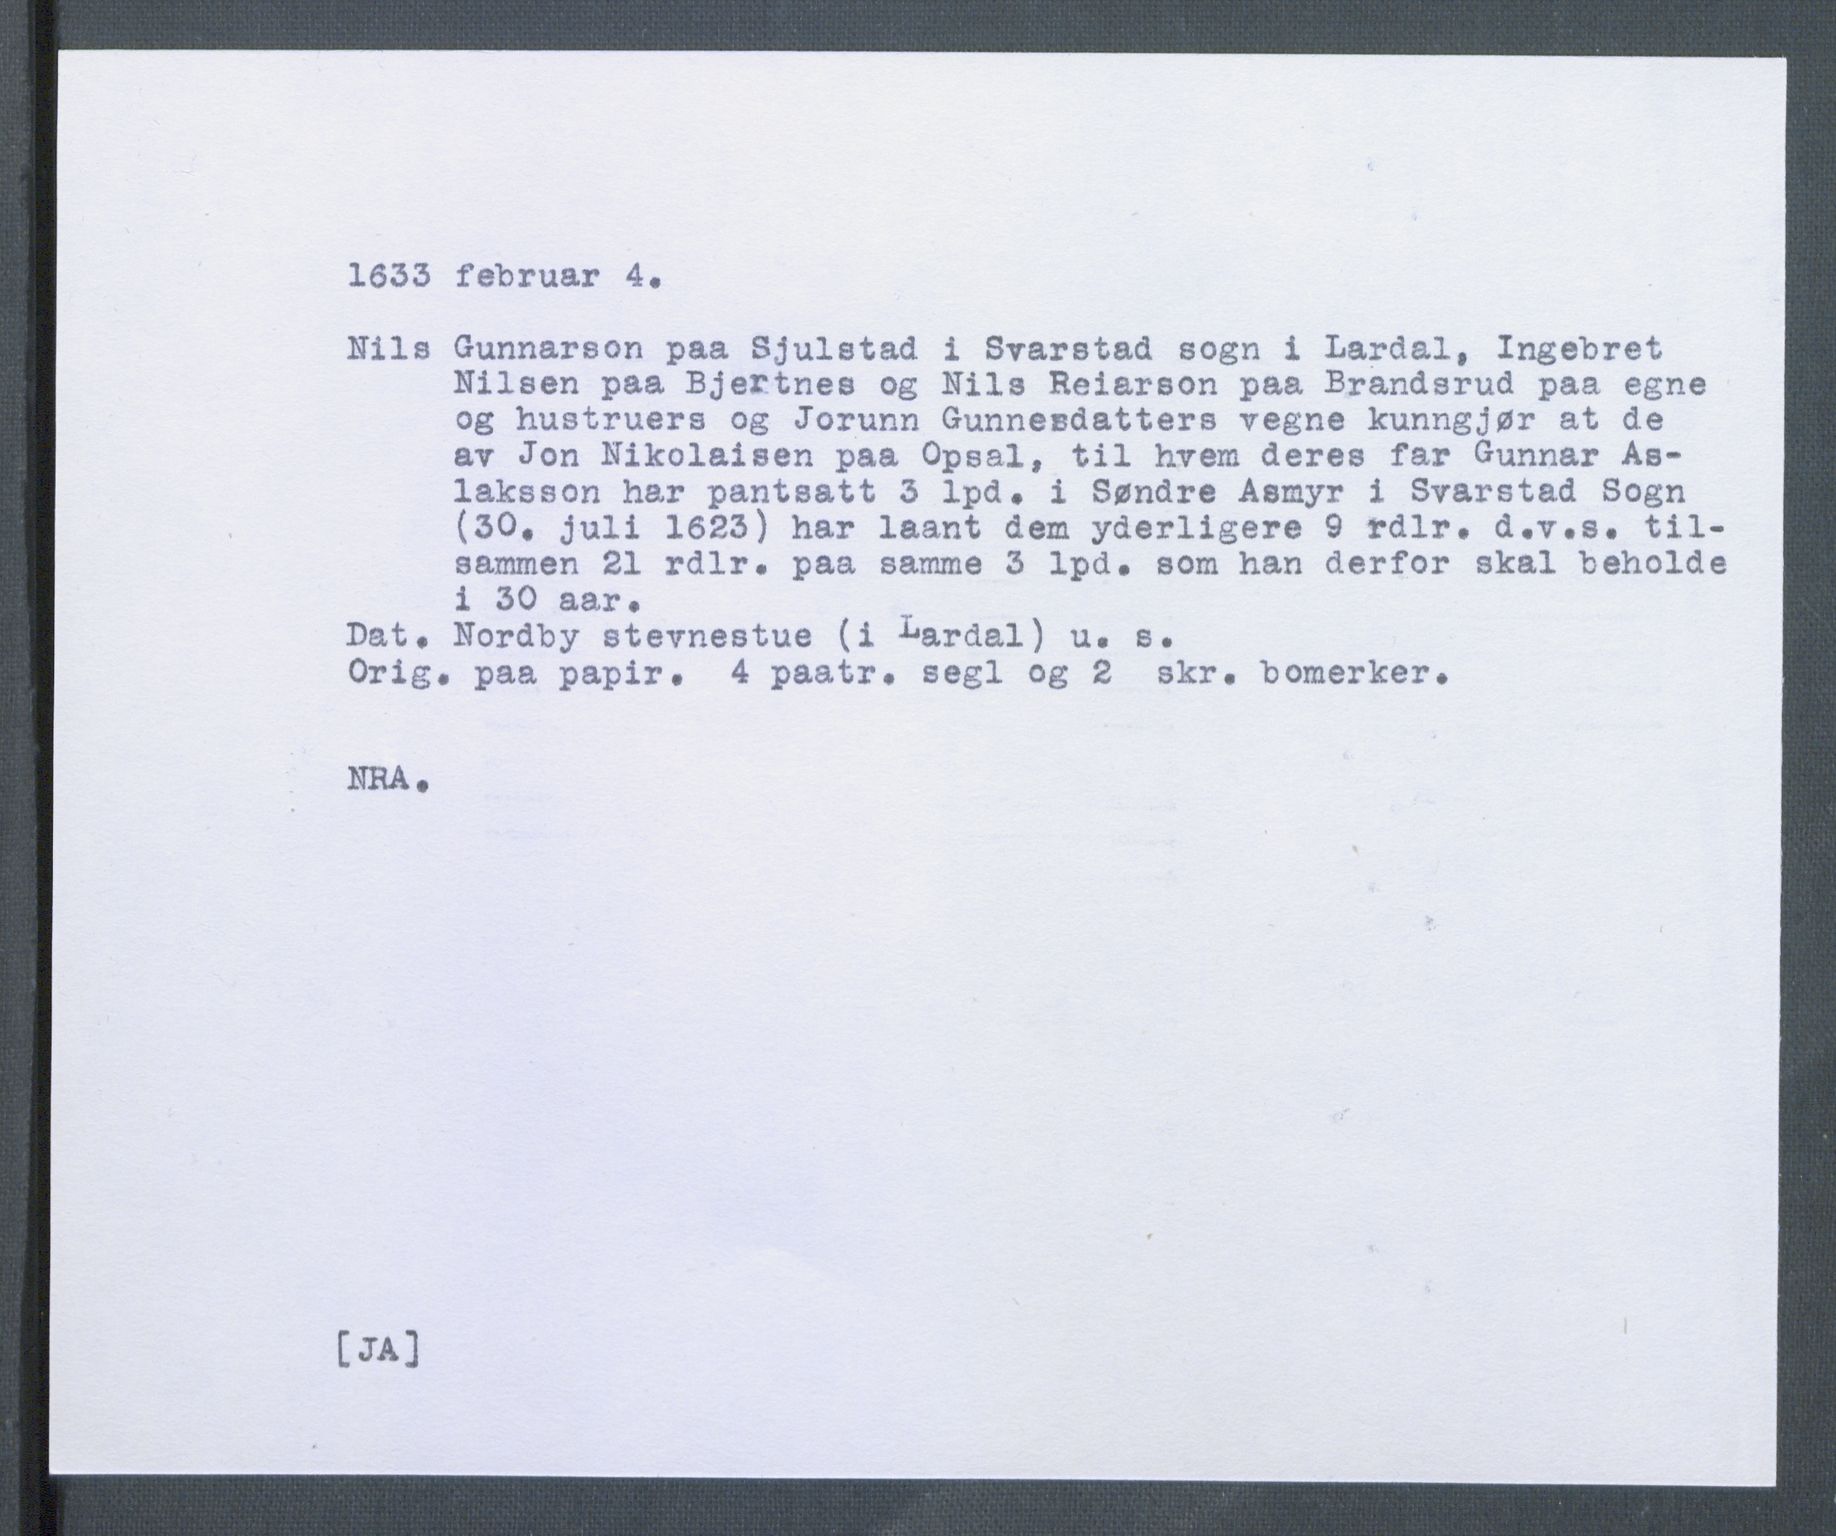 1633 februar 4.
Nils Gunnarson paa Sjulstad i Svarstad sogn i Lardal, Ingebret
Nilsen paa Bjertnes og Nils Reiarson paa Brandsrud paa egne
og hustruers og Jorunn Gunnesdatters vegne kunngjør at de
av Jon Nikolaisen paa Opsal, til hvem deres far Gunnar As-
laksson har pantsatt 3 lpd. i Søndre Asmyr i Svarstad Sogn
(30. juli 1623) har laant dem yderligere 9 rdlr. d.v.s. til-
sammen 21 rdlr. paa samme 3 lpd. som han derfor skal beholde
i 30 aar.
Dat. Nordby stevnestue (i Lardal) u. s.
Orig. paa papir. 4 paatr. segl og 2 skr. bomerker.
NRA.
[JA]